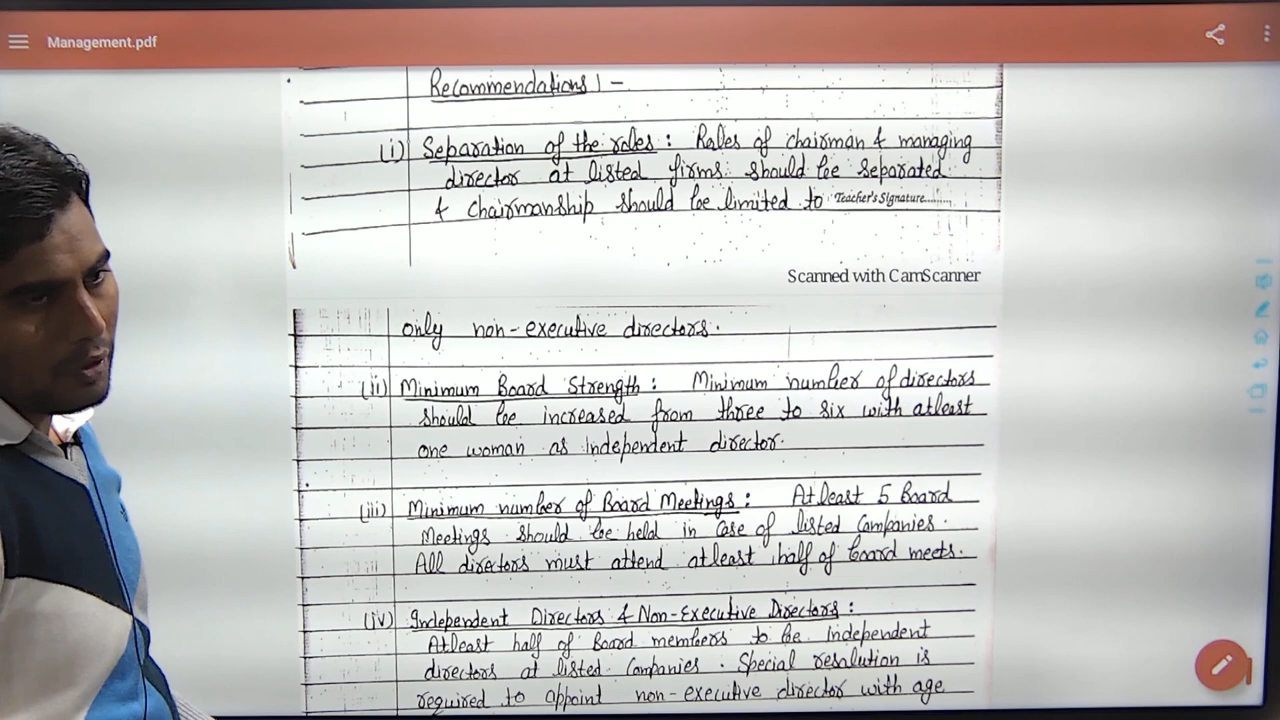 Management.pdf
Recommendations :-
(i) Separation of the roles : Roles of chairman & managing
director at listed firms should be separated
& chairmanship should be limited to Teacher's Signature..........
Scanned with CamScanner
only non-executive directors.
(ii) Minimum Board Strength : Minimum number of directors
should be increased from three to six with atleast
one woman as independent director.
(iii) Minimum number of Board Meetings : Atleast 5 Board
Meetings should be held in case of listed Companies.
All directors must attend atleast half of board meets.
(iv) Independent Directors & Non-Executive Directors :
Atleast half of Board members to be independent
directors at listed Companies. Special resolution is
required to appoint non-executive director with age